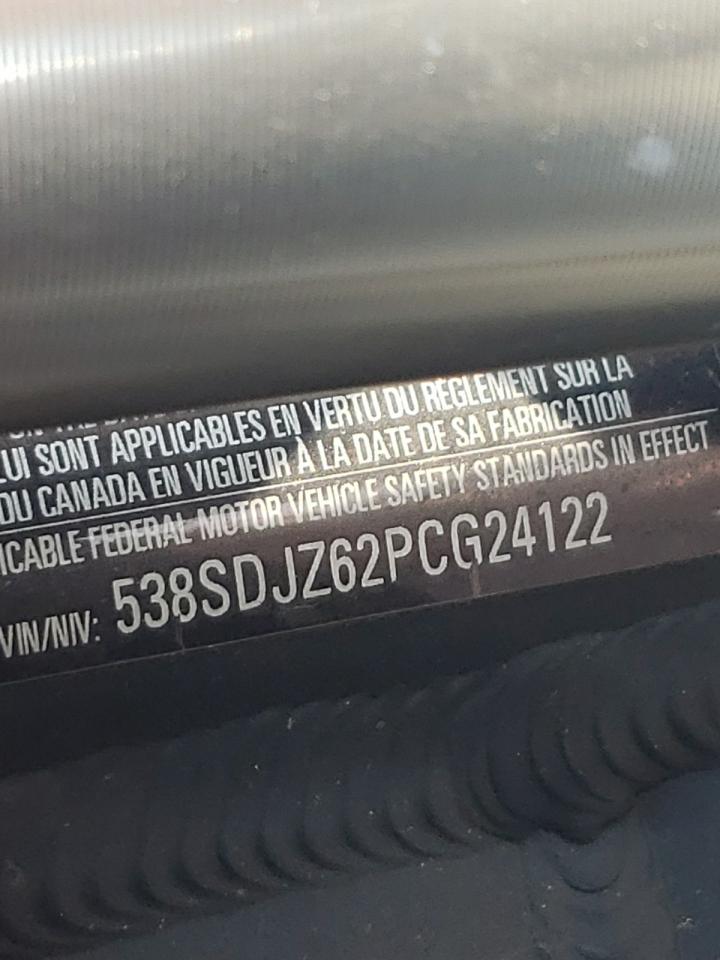 LUI SONT APPLICABLES EN VERTU DU RÈGLEMENT SUR LA
DU CANADA EN VIGUEUR À LA DATE DE SA FABRICATION
ICABLE FEDERAL MOTOR VEHICLE SAFETY STANDARDS IN EFFECT
VIN/NIV: 538SDJZ62PCG24122